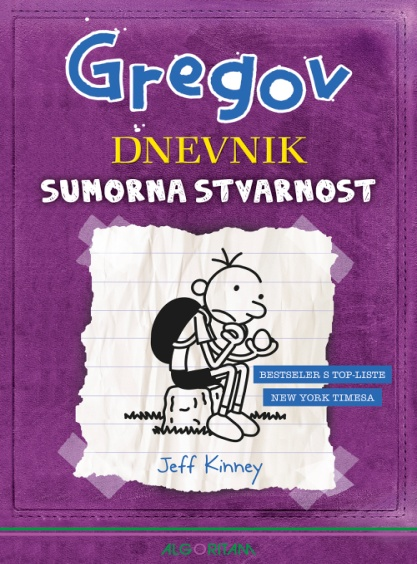 Gregov
DNEVNIK
SUMORNA STVARNOST
BESTSELER S TOP-LISTE
NEW YORK TIMESA
Jeff Kinney
ALGORITAM